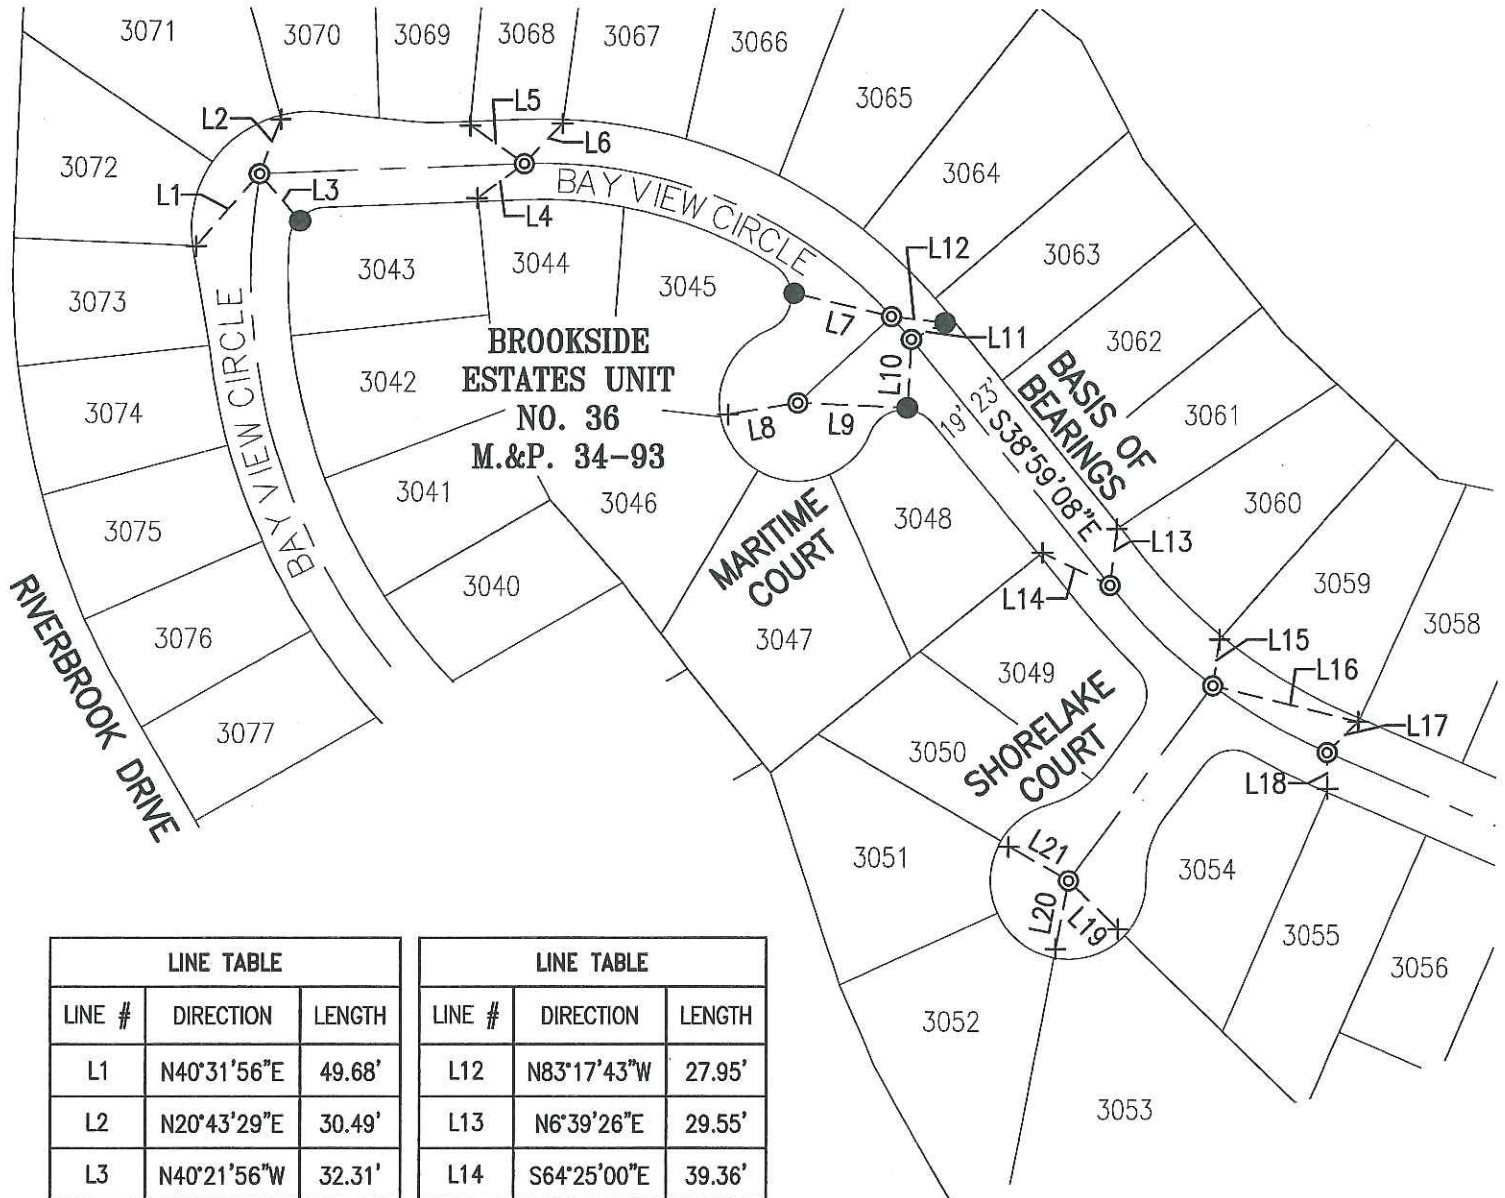 3071
3070
3069
3068
3067
3066
3065
3064
3063
3062
3061
3060
3059
3058
L2
L5
L6
3072
L1
L3
L4
BAY VIEW CIRCLE
L12
3043
3044
3045
L7
L11
L10
3073
BROOKSIDE
ESTATES UNIT
NO. 36
M.&P. 34-93
3042
L8
L9
19'
23'
S38°59'08"E
BASIS OF
BEARINGS
3074
BAY VIEW CIRCLE
3041
3046
MARITIME
COURT
3048
L13
3075
3040
L14
3047
L15
L16
L17
RIVERBROOK DRIVE
3076
3049
3077
3050
SHORELAKE
COURT
L18
3051
L21
3054
L20
L19
3055
3056
3052
3053
LINE TABLE
LINE # DIRECTION LENGTH
L1 N40°31'56"E 49.68'
L2 N20°43'29"E 30.49'
L3 N40°21'56"W 32.31'
LINE TABLE
LINE # DIRECTION LENGTH
L12 N83°17'43"W 27.95'
L13 N6°39'26"E 29.55'
L14 S64°25'00"E 39.36'